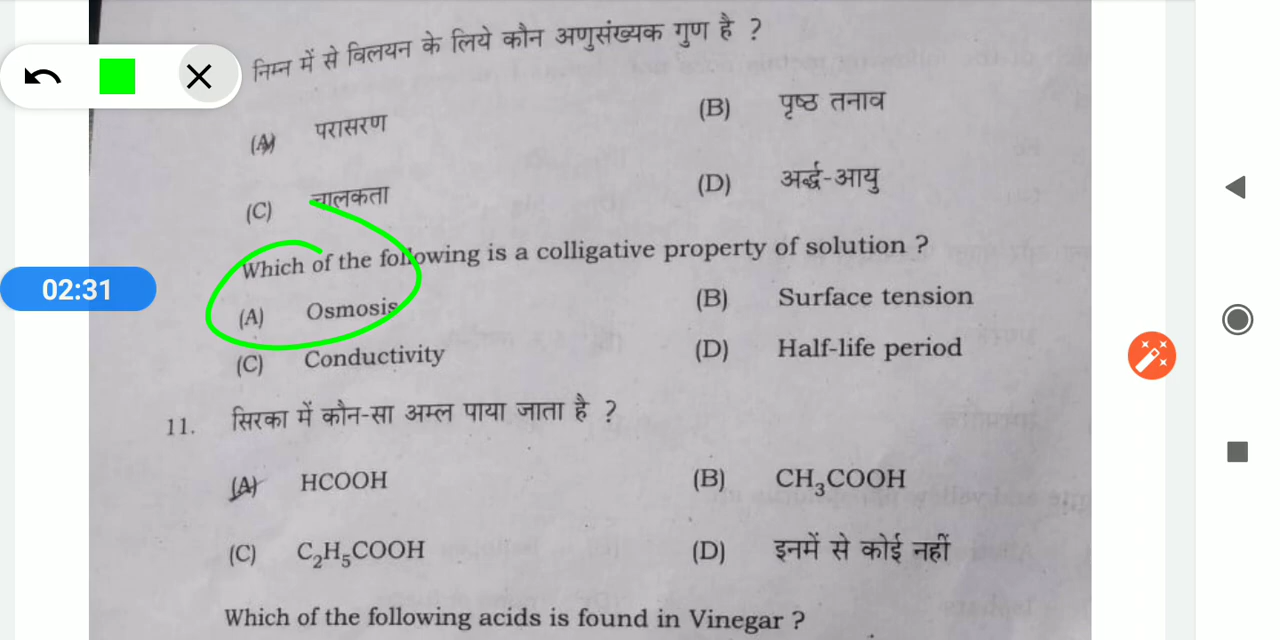 निम्न में से विलयन के लिये कौन अणुसंख्यक गुण है ?
(A) परासरण (B) पृष्ठ तनाव
(C) चालकता (D) अर्द्ध-आयु
Which of the following is a colligative property of solution ?
02:31
(A) Osmosis (B) Surface tension
(C) Conductivity (D) Half-life period
11. सिरका में कौन-सा अम्ल पाया जाता है ?
(A) HCOOH (B) CH₃COOH
(C) C₂H₅COOH (D) इनमें से कोई नहीं
Which of the following acids is found in Vinegar ?